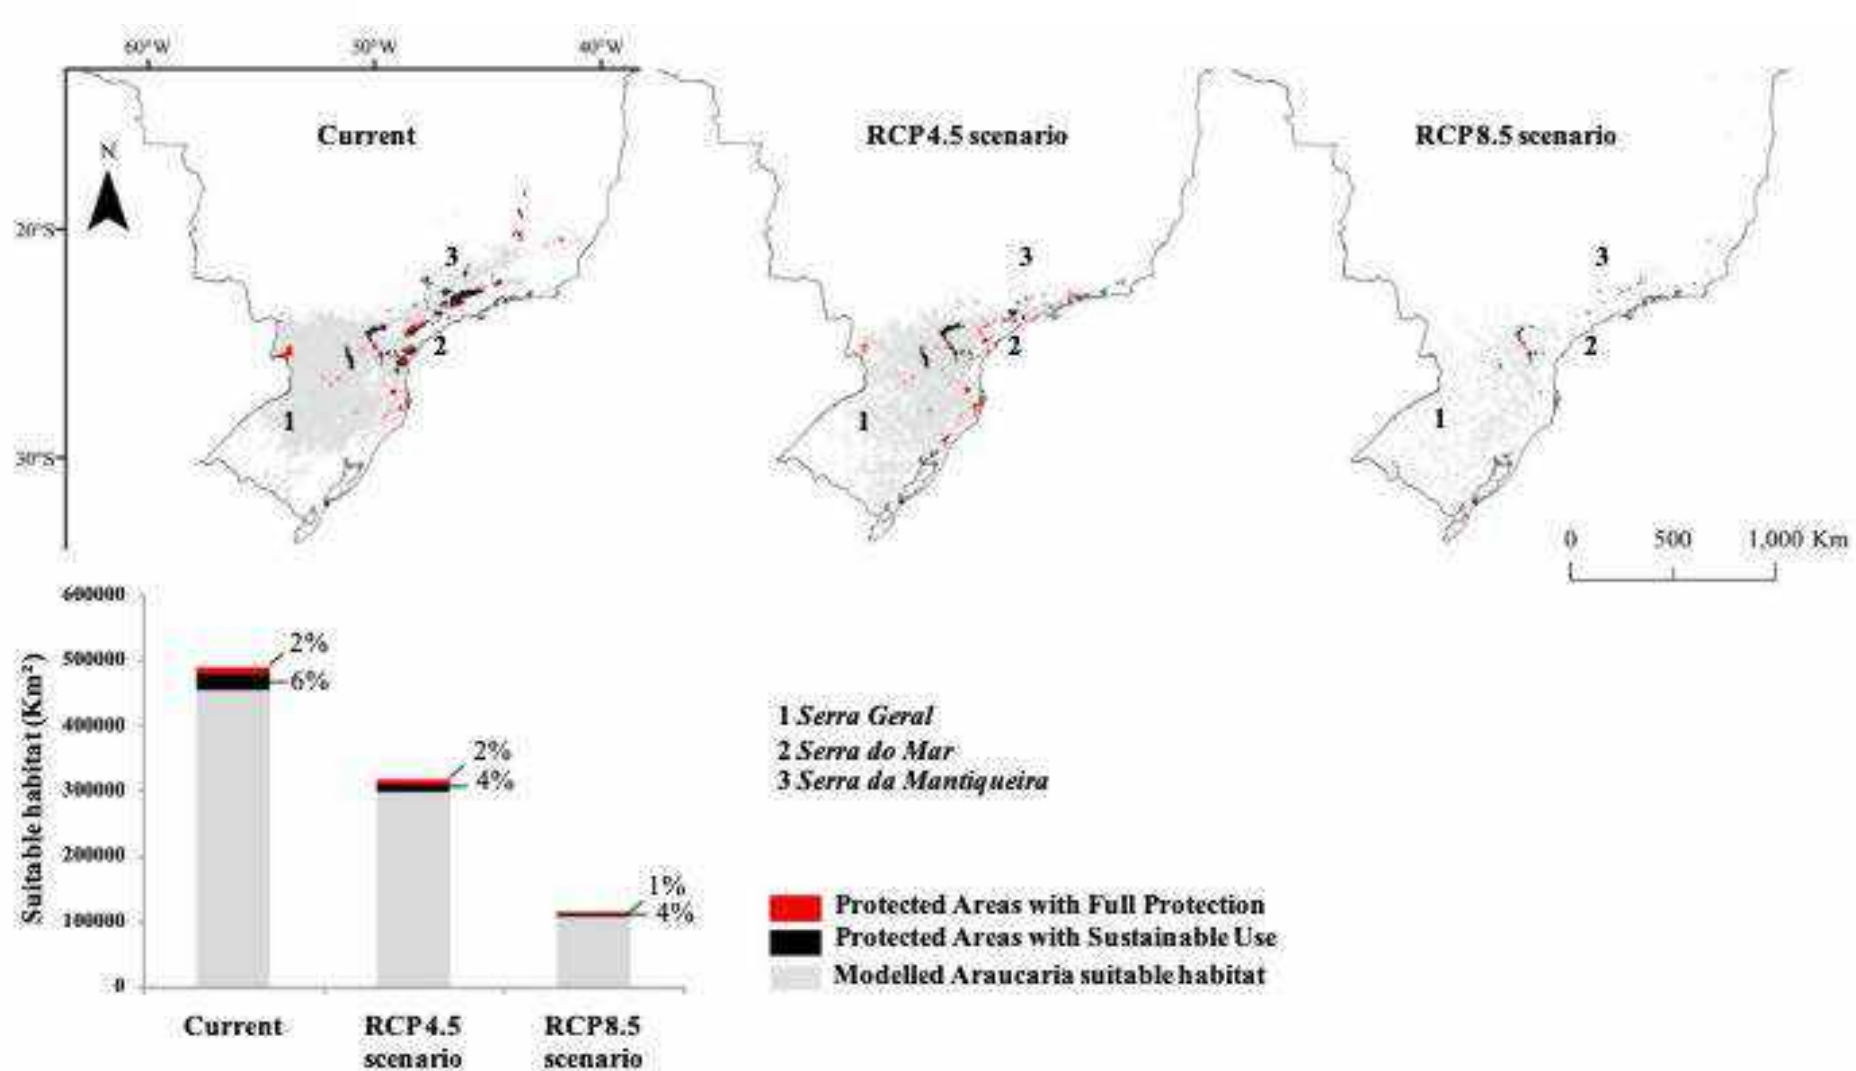 60°W 50°W 40°W
Current
RCP4.5 scenario
RCP8.5 scenario
N
20°S
30°S
3
2
1
3
2
1
3
2
1
0 500 1,000 Km
Suitable habitat (Km²)
600000
500000
400000
300000
200000
100000
0
2%
6%
2%
4%
1%
4%
Current
RCP4.5
scenario
RCP8.5
scenario
1 Serra Geral
2 Serra do Mar
3 Serra da Mantiqueira
Protected Areas with Full Protection
Protected Areas with Sustainable Use
Modelled Araucaria suitable habitat